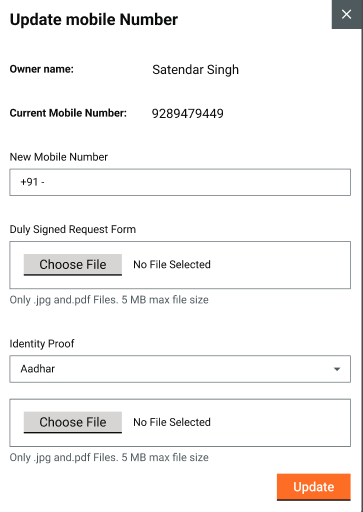 Update mobile Number
Owner name: Satendar Singh
Current Mobile Number: 9289479449
New Mobile Number
+91 -
Duly Signed Request Form
Choose File No File Selected
Only .jpg and.pdf Files. 5 MB max file size
Identity Proof
Aadhar
Choose File No File Selected
Only .jpg and.pdf Files. 5 MB max file size
Update